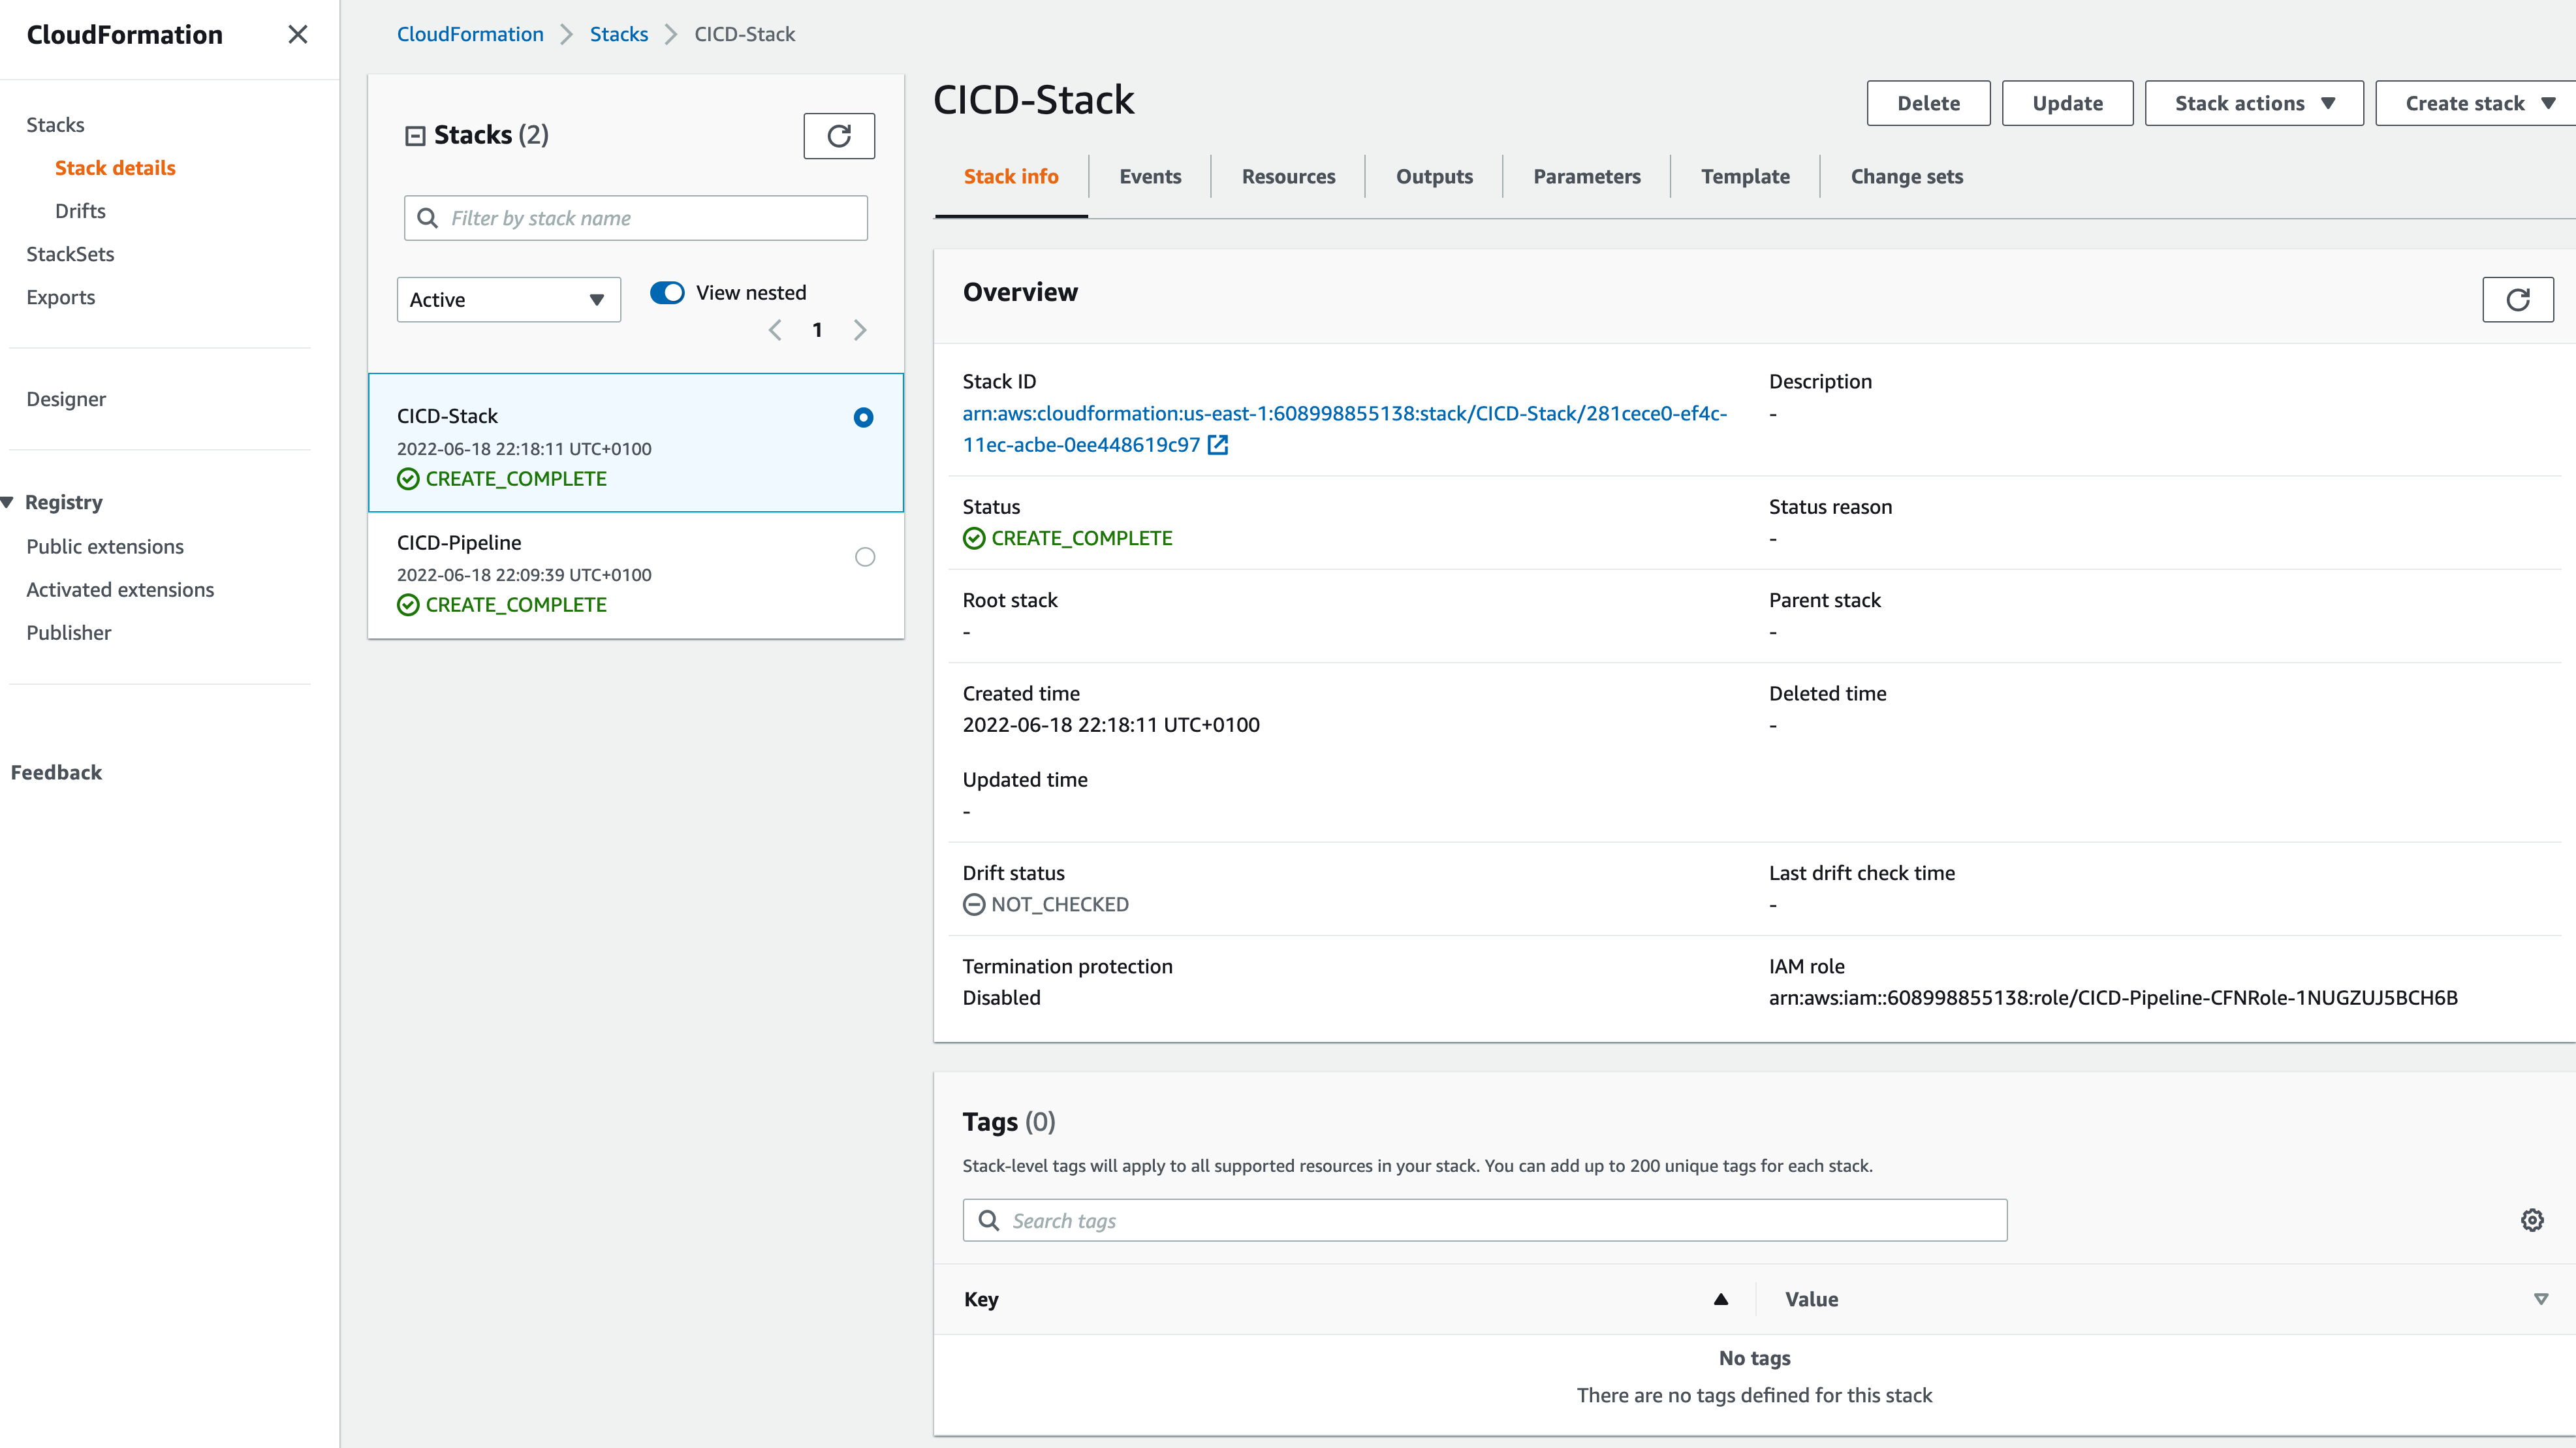 CloudFormation
Stacks
Stack details
Drifts
StackSets
Exports
Designer
Registry
Public extensions
Activated extensions
Publisher
Feedback
CloudFormation > Stacks > CICD-Stack
Stacks (2)
Filter by stack name
Active
View nested
1
CICD-Stack
2022-06-18 22:18:11 UTC+0100
CREATE_COMPLETE
CICD-Pipeline
2022-06-18 22:09:39 UTC+0100
CREATE_COMPLETE
CICD-Stack
Delete
Update
Stack actions
Create stack
Stack info
Events
Resources
Outputs
Parameters
Template
Change sets
Overview
Stack ID
arn:aws:cloudformation:us-east-1:608998855138:stack/CICD-Stack/281cece0-ef4c-
11ec-acbe-0ee448619c97
Description
-
Status
CREATE_COMPLETE
Status reason
-
Root stack
-
Parent stack
-
Created time
2022-06-18 22:18:11 UTC+0100
Deleted time
-
Updated time
-
Drift status
NOT_CHECKED
Last drift check time
-
Termination protection
Disabled
IAM role
arn:aws:iam::608998855138:role/CICD-Pipeline-CFNRole-1NUGZUJ5BCH6B
Tags (0)
Stack-level tags will apply to all supported resources in your stack. You can add up to 200 unique tags for each stack.
Search tags
Key
Value
No tags
There are no tags defined for this stack